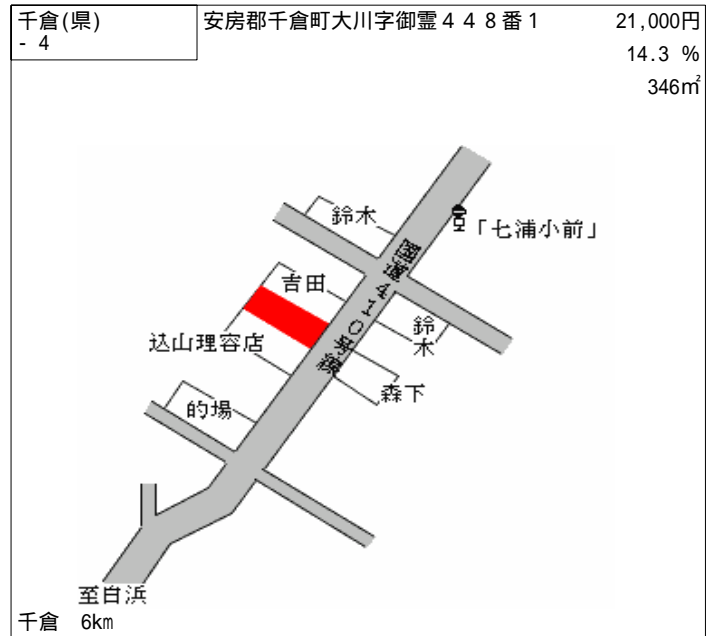 千倉(県)
- 4
安房郡千倉町大川字御霊４４８番１
21,000円
14.3 %
346㎡
鈴木
「七浦小前」
国道４１０号線
吉田
鈴木
込山理容店
森下
的場
至白浜
千倉 6km